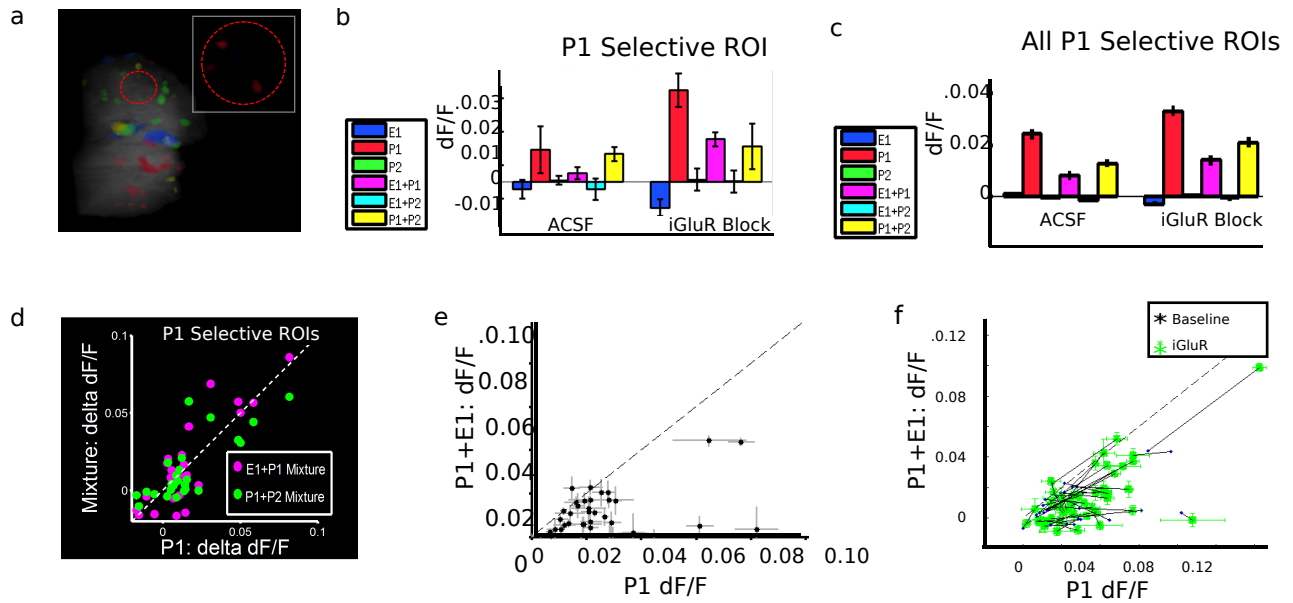 a
b
P1 Selective ROI
dF/F
.03
0.02
0.01
0
-0.01
E1
P1
P2
E1+P1
E1+P2
P1+P2
ACSF
iGluR Block
c
All P1 Selective ROIs
dF/F
0.04
0.02
0
E1
P1
P2
E1+P1
E1+P2
P1+P2
ACSF
iGluR Block
d
P1 Selective ROIs
Mixture: delta dF/F
0.1
0.05
0
E1+P1 Mixture
P1+P2 Mixture
0
0.05
0.1
P1: delta dF/F
e
P1+E1: dF/F
0.10
0.08
0.06
0.04
0.02
0
0
0.02
0.04
0.06
0.08
0.10
P1 dF/F
f
Baseline
iGluR
P1+E1: dF/F
.12
0.08
0.04
0
0
0.04
0.08
0.12
P1 dF/F